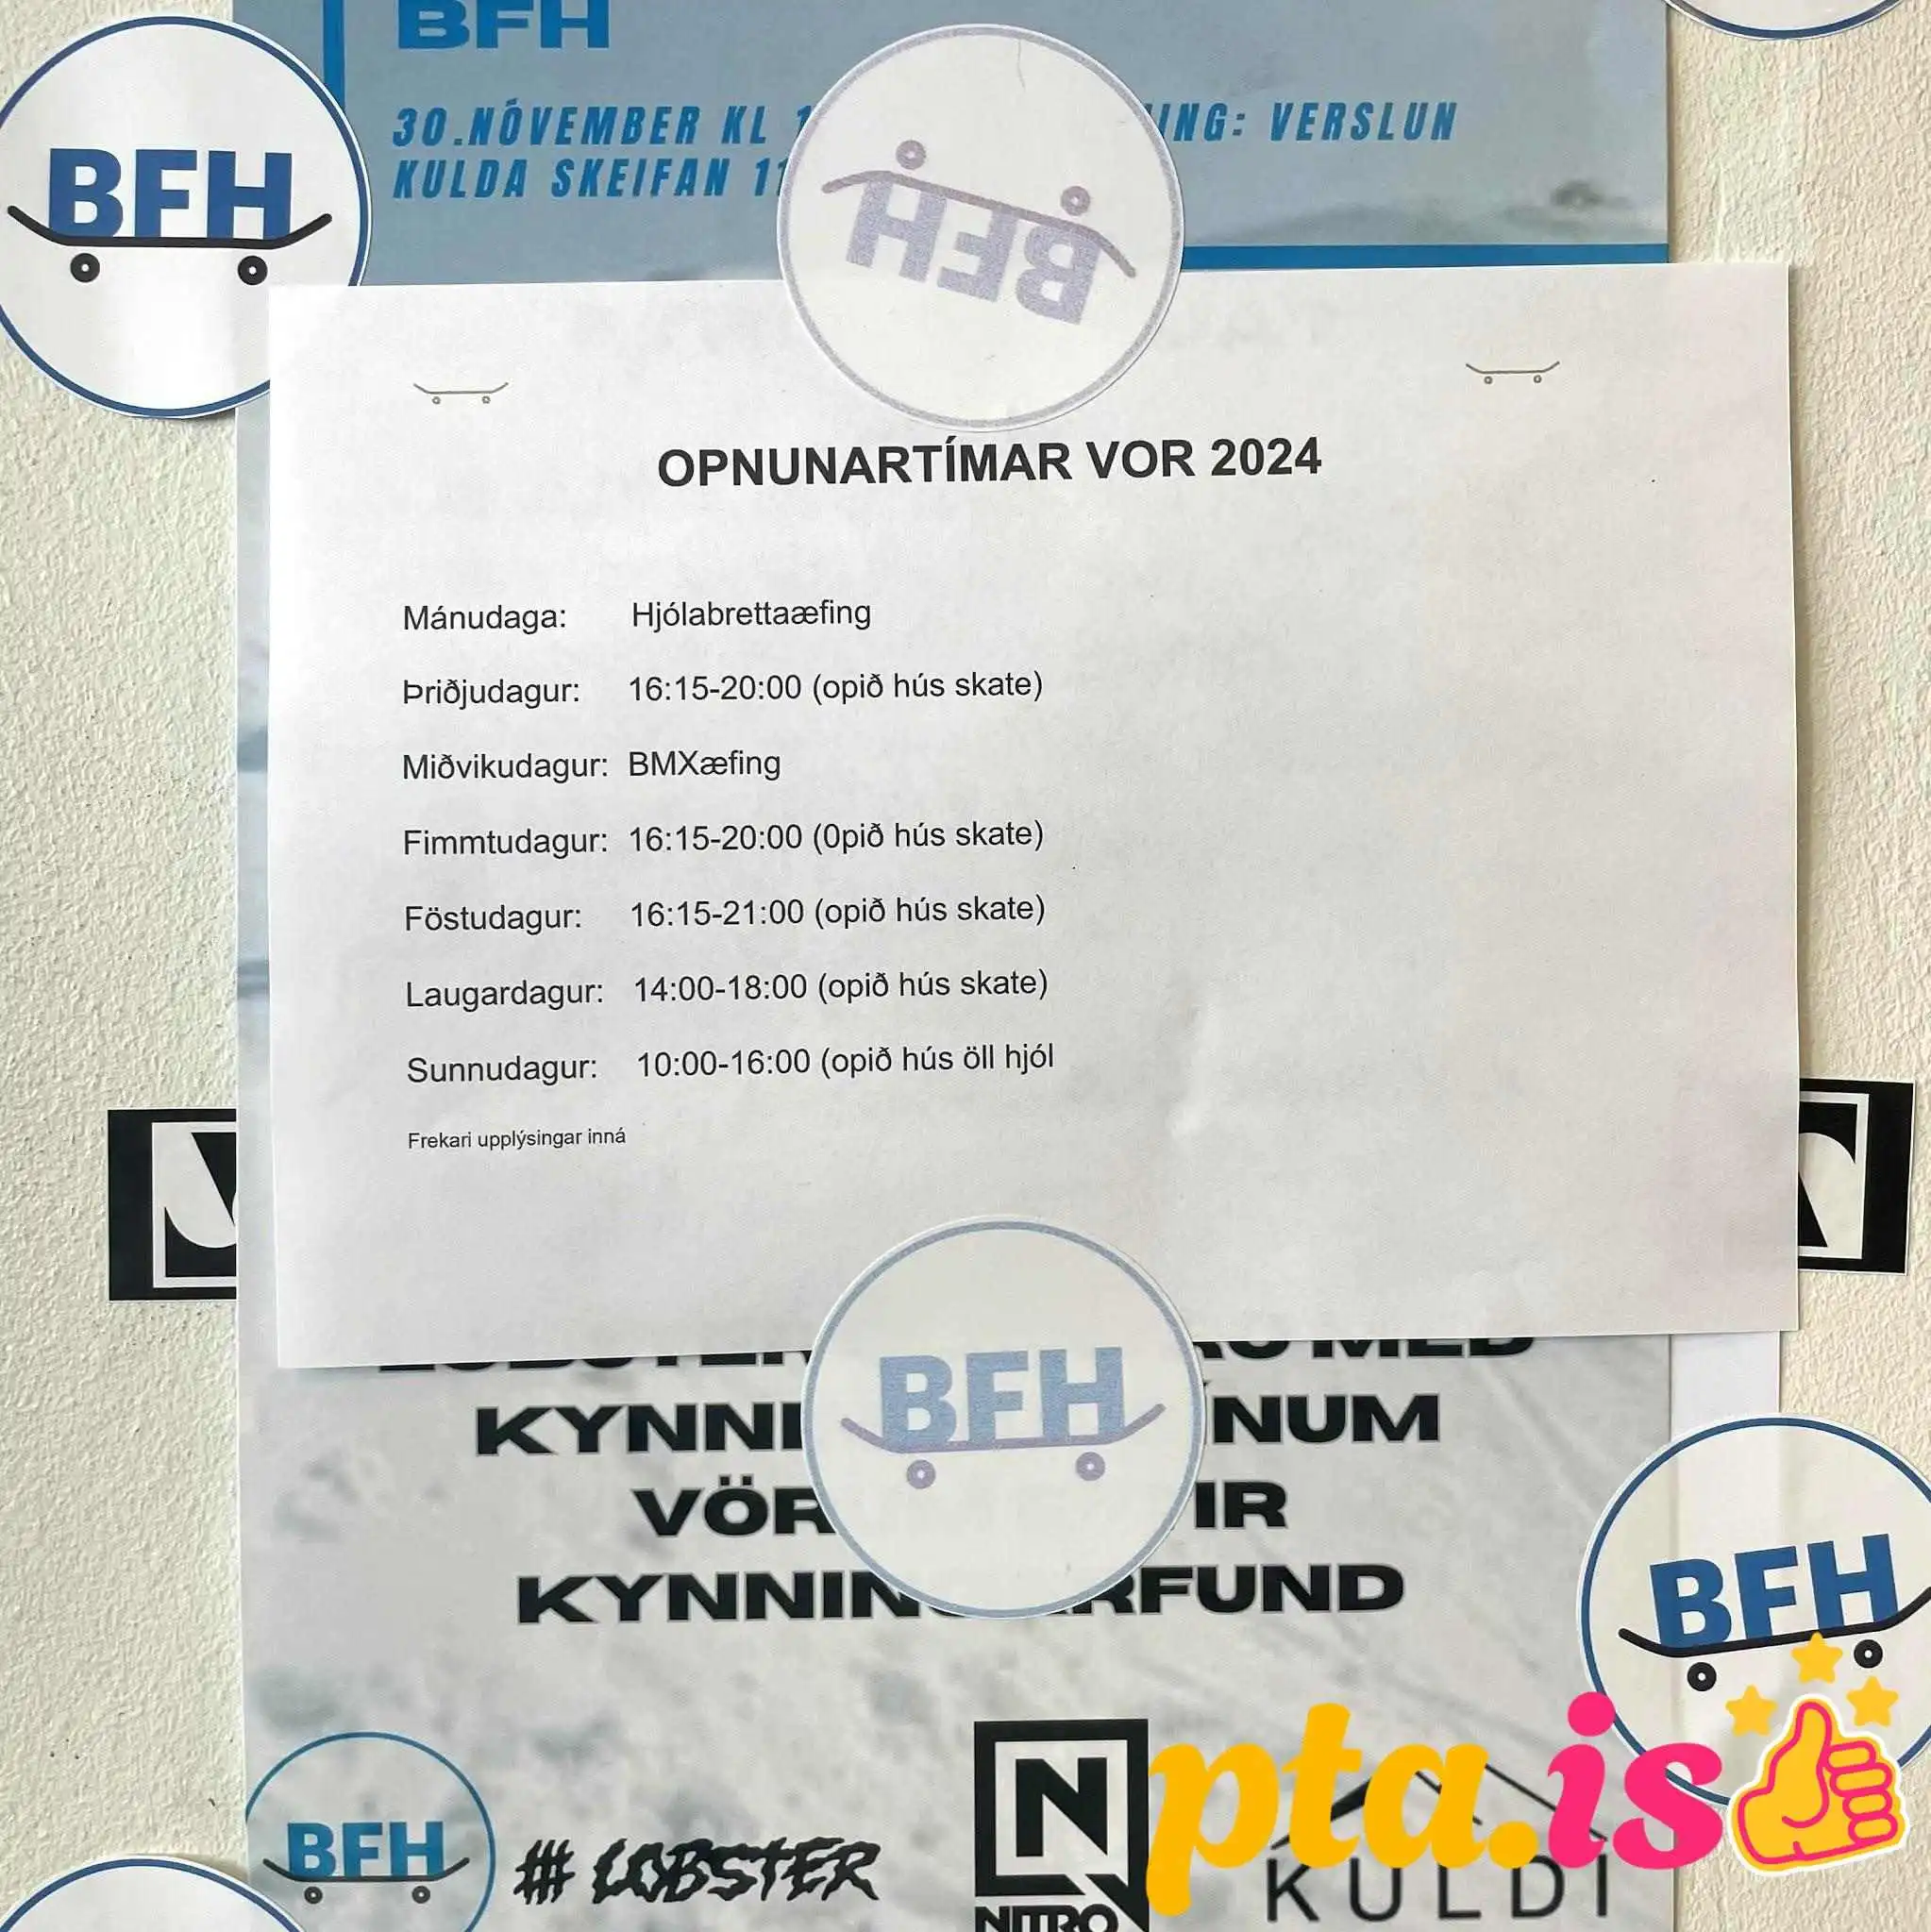 BFH
30.NÓVEMBER KL
ING: VERSLUN
KULDA SKEIFAN 11
BFH
BFH
OPNUNARTÍMAR VOR 2024
Mánudaga: Hjólabrettaæfing
Þriðjudagur: 16:15-20:00 (opið hús skate)
Miðvikudagur: BMXæfing
Fimmtudagur: 16:15-20:00 (0pið hús skate)
Föstudagur: 16:15-21:00 (opið hús skate)
Laugardagur: 14:00-18:00 (opið hús skate)
Sunnudagur: 10:00-16:00 (opið hús öll hjól
Frekari upplýsingar inná
MED
KYNNI NUM
VÖR IR
KYNNIN RFUND
BFH
BFH
BFH
# LOBSTER
N
NITRO
KULDI
pta.is